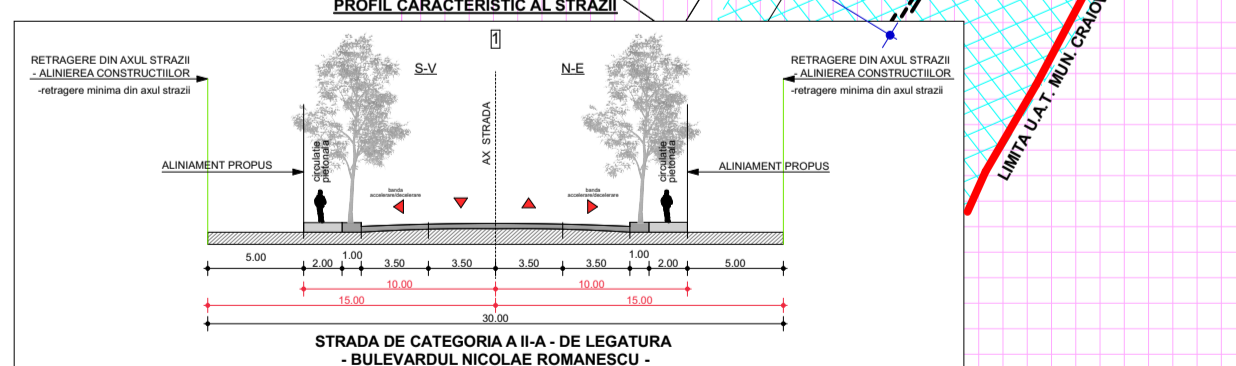 PROFIL CARACTERISTIC AL STRAZII
1
RETRAGERE DIN AXUL STRAZII
- ALINIEREA CONSTRUCTIILOR
-retragere minima din axul strazii
S-V
N-E
RETRAGERE DIN AXUL STRAZII
- ALINIEREA CONSTRUCTIILOR
-retragere minima din axul strazii
AX STRADA
circulatie
pietonala
circulatie
pietonala
ALINIAMENT PROPUS
ALINIAMENT PROPUS
banda
accelerare/decelerare
banda
accelerare/decelerare
5.00
2.00
1.00
3.50
3.50
3.50
3.50
1.00
2.00
5.00
10.00
10.00
15.00
15.00
30.00
STRADA DE CATEGORIA A II-A - DE LEGATURA
- BULEVARDUL NICOLAE ROMANESCU -
LIMITA U.A.T. MUN. CRAIOV